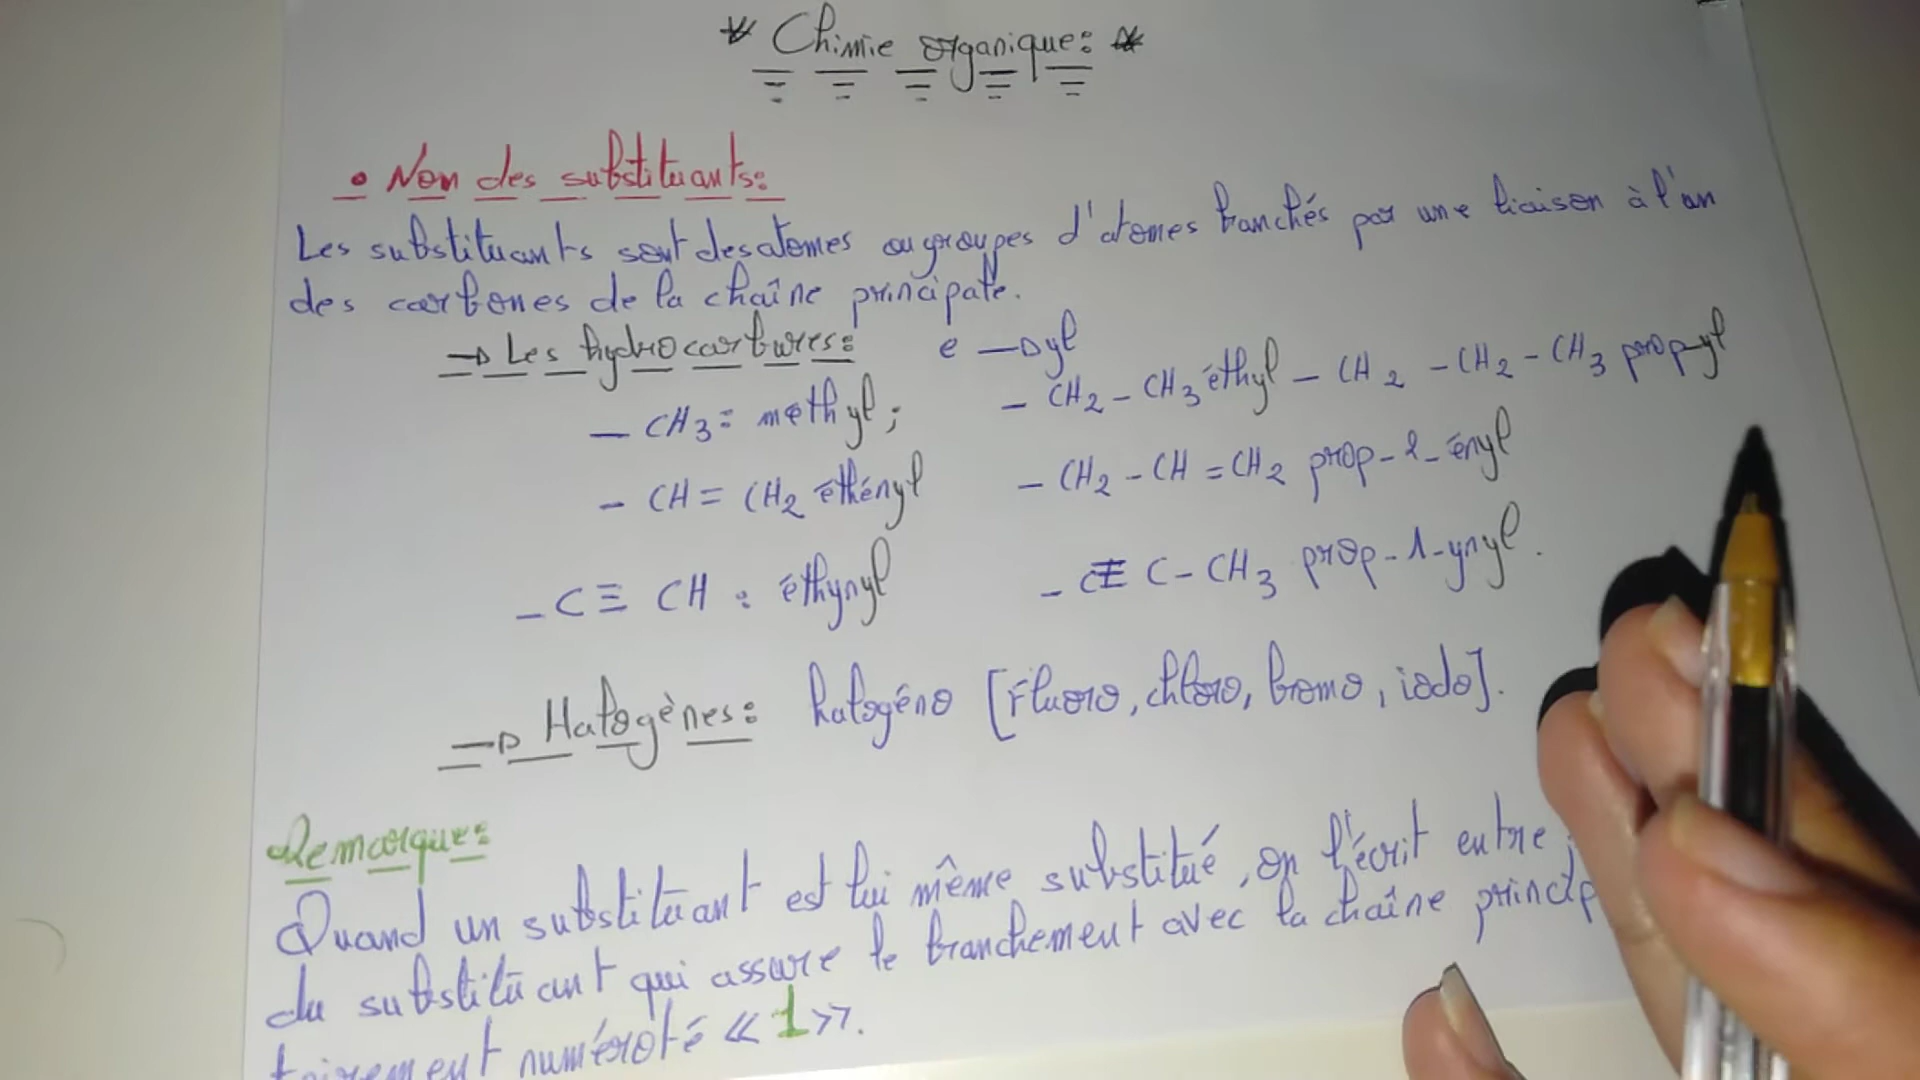 * Chimie organique: *
• Nom des substituants:
Les substituants sont des atomes ou groupes d'atomes branchés par une liaison à l'un
des carbones de la chaîne principale.
→ Les hydrocarbures: e → yl
- CH3 = méthyl; - CH2 - CH3 éthyl - CH2 - CH2 - CH3 propyl
- CH = CH2 éthényl - CH2 - CH = CH2 prop-2-ényl
- C ≡ CH : éthynyl - C ≡ C - CH3 prop-1-ynyl.
→ Halogènes: halogéno [Fluoro, chloro, bromo, iodo].
Remarque:
Quand un substituant est lui même substitué, on l'écrit entre
du substituant qui assure le branchement avec la chaîne princip
toirement numéroté « 1 ».